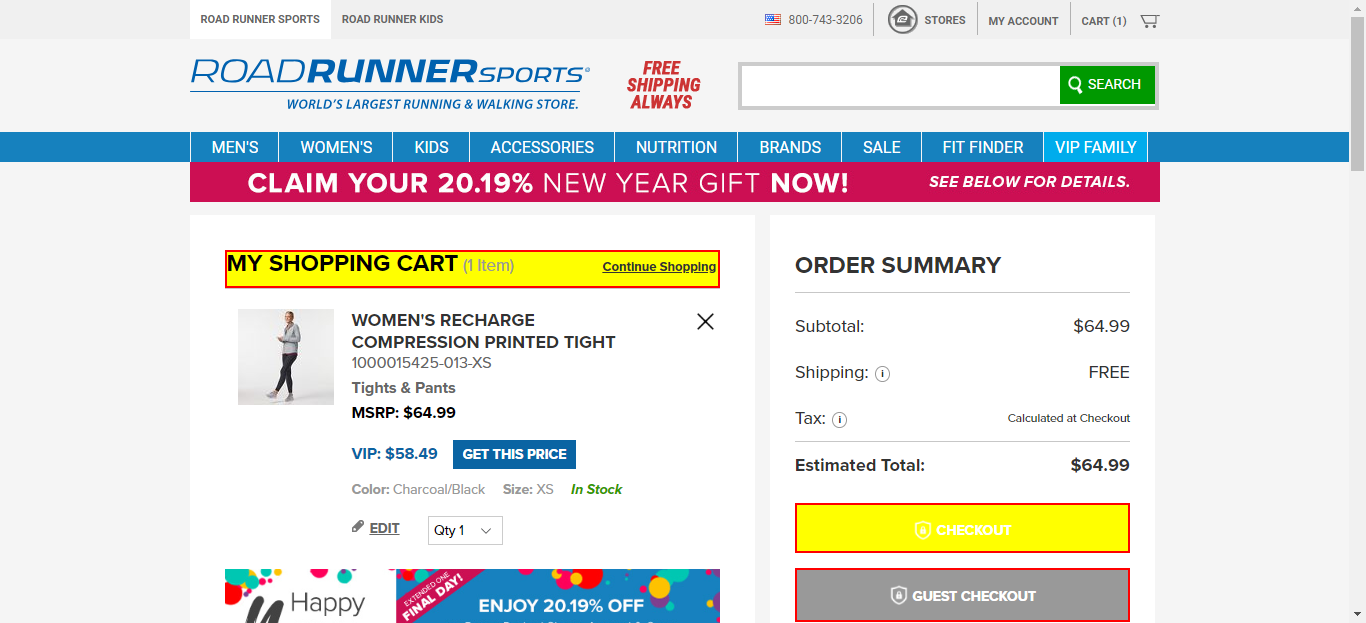 ROAD RUNNER SPORTS
ROAD RUNNER KIDS
800-743-3206
STORES
MY ACCOUNT
CART (1)
ROADRUNNERSPORTS
WORLD'S LARGEST RUNNING & WALKING STORE.
FREE
SHIPPING
ALWAYS
SEARCH
MEN'S
WOMEN'S
KIDS
ACCESSORIES
NUTRITION
BRANDS
SALE
FIT FINDER
VIP FAMILY
CLAIM YOUR 20.19% NEW YEAR GIFT NOW!
SEE BELOW FOR DETAILS.
MY SHOPPING CART (1 Item)
Continue Shopping
WOMEN'S RECHARGE
COMPRESSION PRINTED TIGHT
1000015425-013-XS
Tights & Pants
MSRP: $64.99
VIP: $58.49
GET THIS PRICE
Color: Charcoal/Black
Size: XS
In Stock
EDIT
Qty 1
Happy
EXTENDED ONE
FINAL DAY!
ENJOY 20.19% OFF
ORDER SUMMARY
Subtotal:
$64.99
Shipping:
FREE
Tax:
Calculated at Checkout
Estimated Total:
$64.99
CHECKOUT
GUEST CHECKOUT